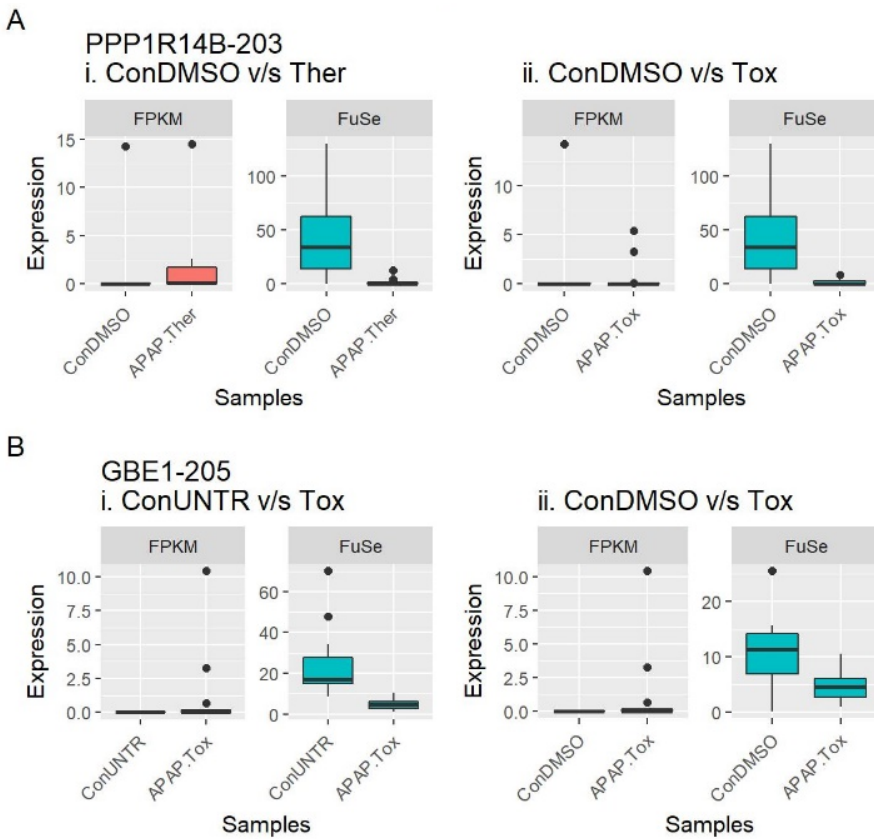 A
PPP1R14B-203
i. ConDMSO v/s Ther
ii. ConDMSO v/s Tox
FPKM
FuSe
FPKM
FuSe
Expression
15
10
5
0
100
50
0
Expression
10
5
0
100
50
0
ConDMSO
APAP.Ther
ConDMSO
APAP.Ther
ConDMSO
APAP.Tox
ConDMSO
APAP.Tox
Samples
Samples
B
GBE1-205
i. ConUNTR v/s Tox
ii. ConDMSO v/s Tox
FPKM
FuSe
FPKM
FuSe
Expression
10.0
7.5
5.0
2.5
0.0
60
40
20
0
Expression
10.0
7.5
5.0
2.5
0.0
20
10
0
ConUNTR
APAP.Tox
ConUNTR
APAP.Tox
ConDMSO
APAP.Tox
ConDMSO
APAP.Tox
Samples
Samples